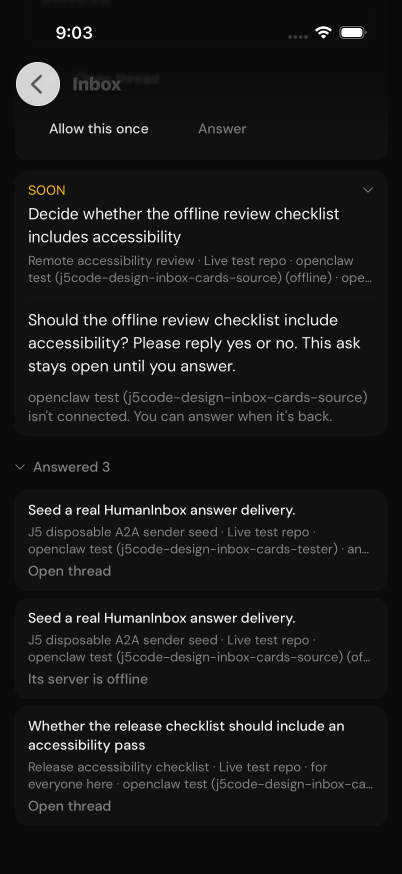 9:03
Open thread
Inbox
Allow this once Answer
SOON
Decide whether the offline review checklist
includes accessibility
Remote accessibility review · Live test repo · openclaw
test (j5code-design-inbox-cards-source) (offline) · ope...
Should the offline review checklist include
accessibility? Please reply yes or no. This ask
stays open until you answer.
openclaw test (j5code-design-inbox-cards-source)
isn't connected. You can answer when it's back.
Answered 3
Seed a real HumanInbox answer delivery.
J5 disposable A2A sender seed · Live test repo ·
openclaw test (j5code-design-inbox-cards-tester) · an...
Open thread
Seed a real HumanInbox answer delivery.
J5 disposable A2A sender seed · Live test repo ·
openclaw test (j5code-design-inbox-cards-source) (of...
Its server is offline
Whether the release checklist should include an
accessibility pass
Release accessibility checklist · Live test repo · for
everyone here · openclaw test (j5code-design-inbox-ca...
Open thread